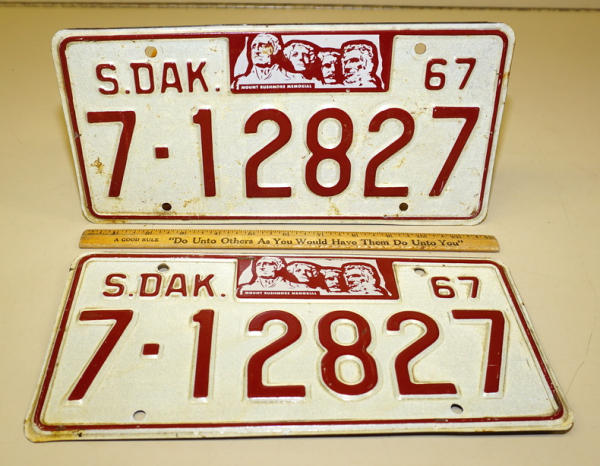 S.DAK. MOUNT RUSHMORE MEMORIAL 67
7-12827
A GOOD RULE "Do Unto Others As You Would Have Them Do Unto You"
S.DAK. MOUNT RUSHMORE MEMORIAL 67
7-12827